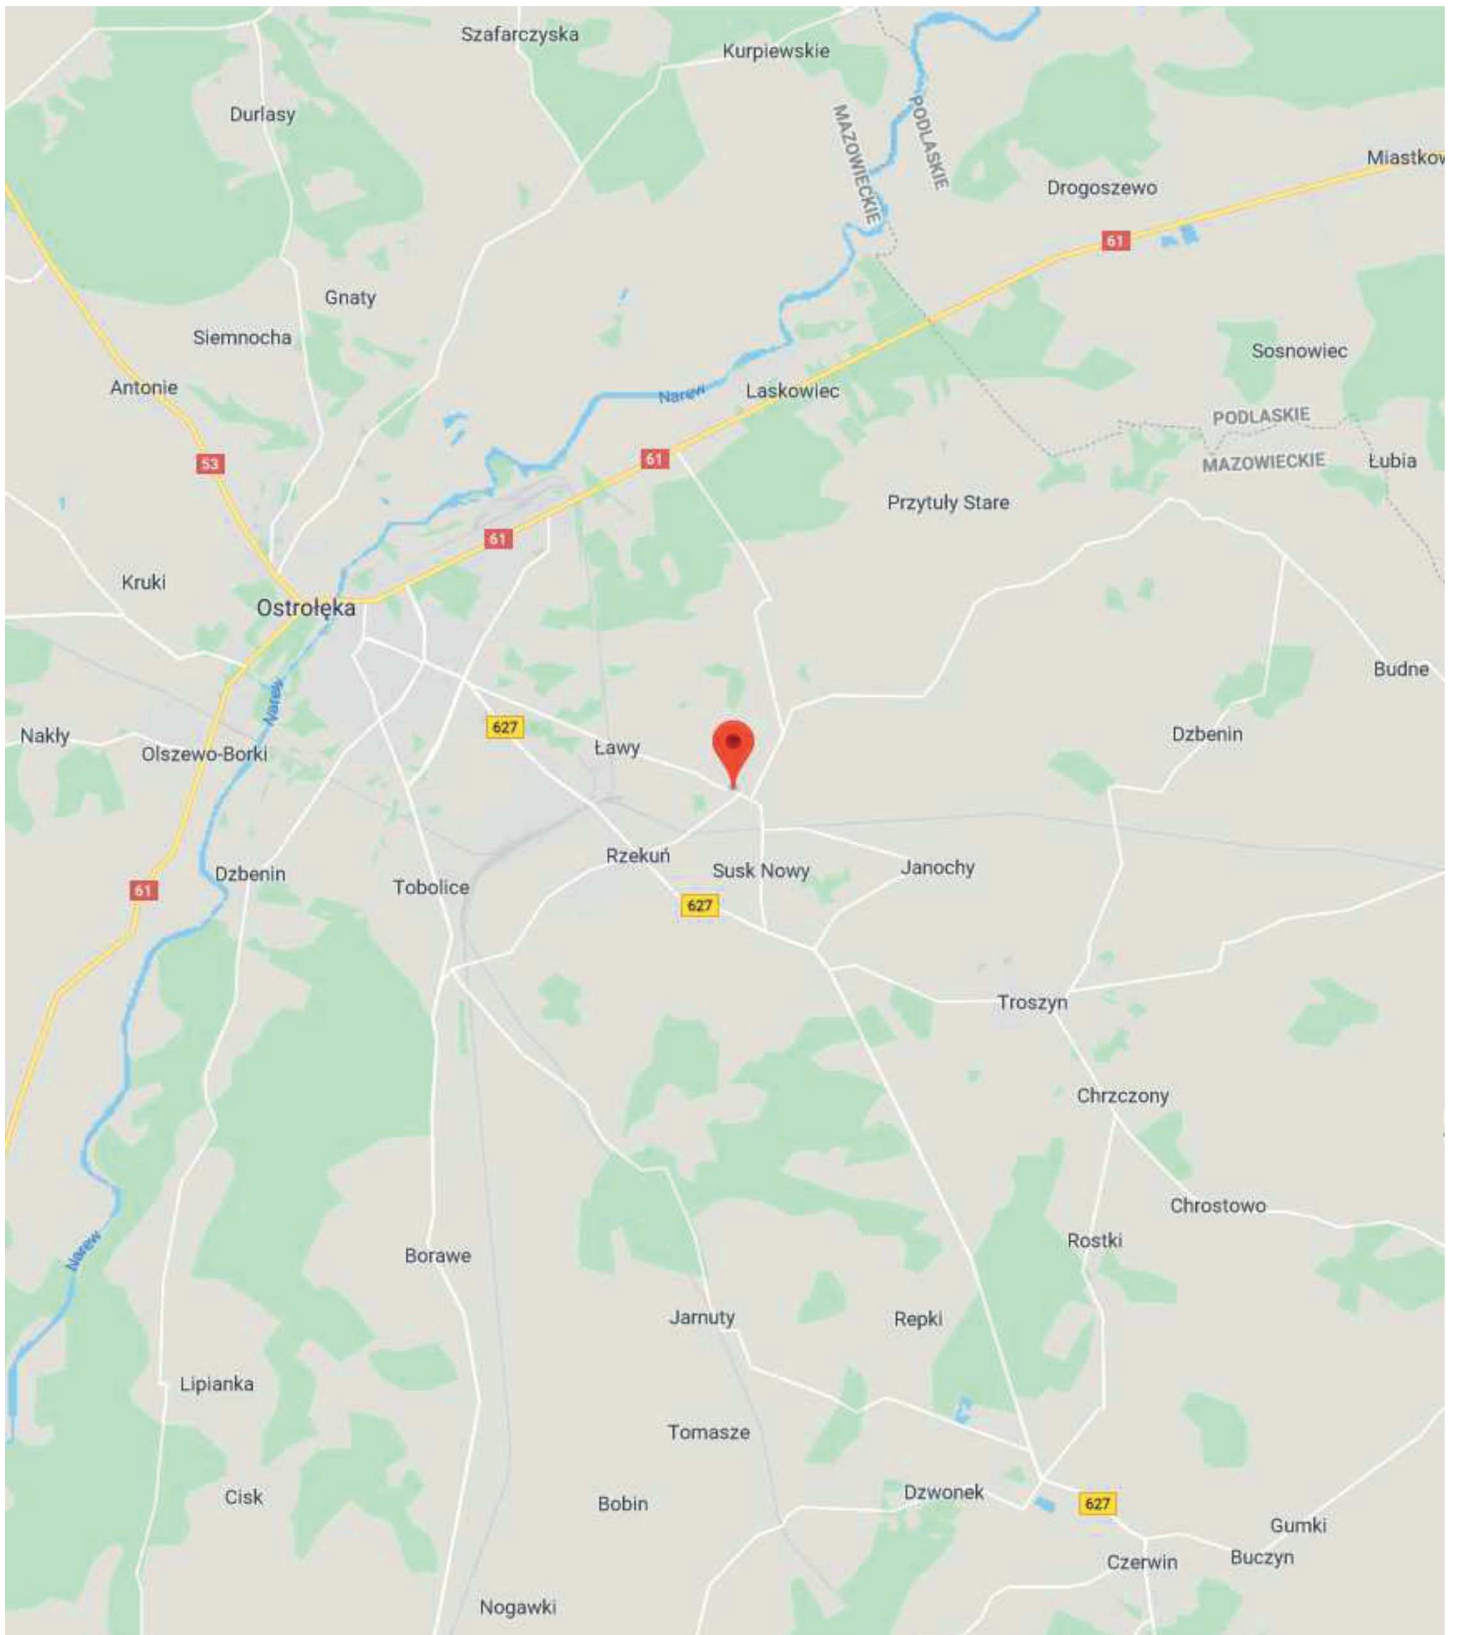 Szafarczyska
Kurpiewskie
Durlasy
MAZOWIECKIE
PODLASKIE
Drogoszewo
61
Gnaty
Siemnocha
Antonie
Narew
Laskowiec
Sosnowiec
PODLASKIE
MAZOWIECKIE
Łubia
53
61
Przytuły Stare
61
Kruki
Ostrołęka
Budne
Narew
627
Nakły
Olszewo-Borki
Ławy
Dzbenin
Rzekuń
Susk Nowy
Janochy
Dzbenin
Tobolice
61
627
Troszyn
Chrzczony
Chrostowo
Narew
Borawe
Rostki
Jarnuty
Repki
Lipianka
Tomasze
Cisk
Bobin
Dzwonek
627
Gumki
Czerwin
Buczyn
Nogawki